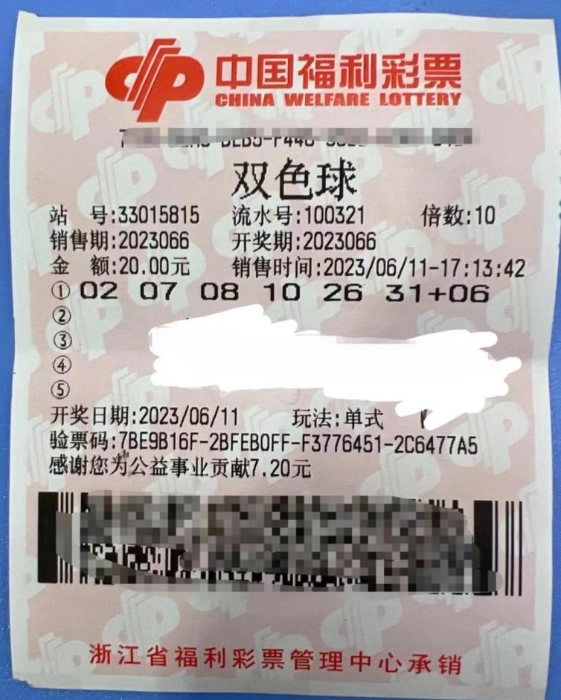 中国福利彩票
CHINA WELFARE LOTTERY
双色球
站 号:33015815 流水号:100321 倍数:10
销售期:2023066 开奖期:2023066
金 额:20.00元 销售时间:2023/06/11-17:13:42
① 02 07 08 10 26 31+06
②
③
④
⑤
开奖日期:2023/06/11 玩法:单式
验票码:7BE9B16F-2BFEB0FF-F3776451-2C6477A5
感谢您为公益事业贡献7.20元
浙江省福利彩票管理中心承销